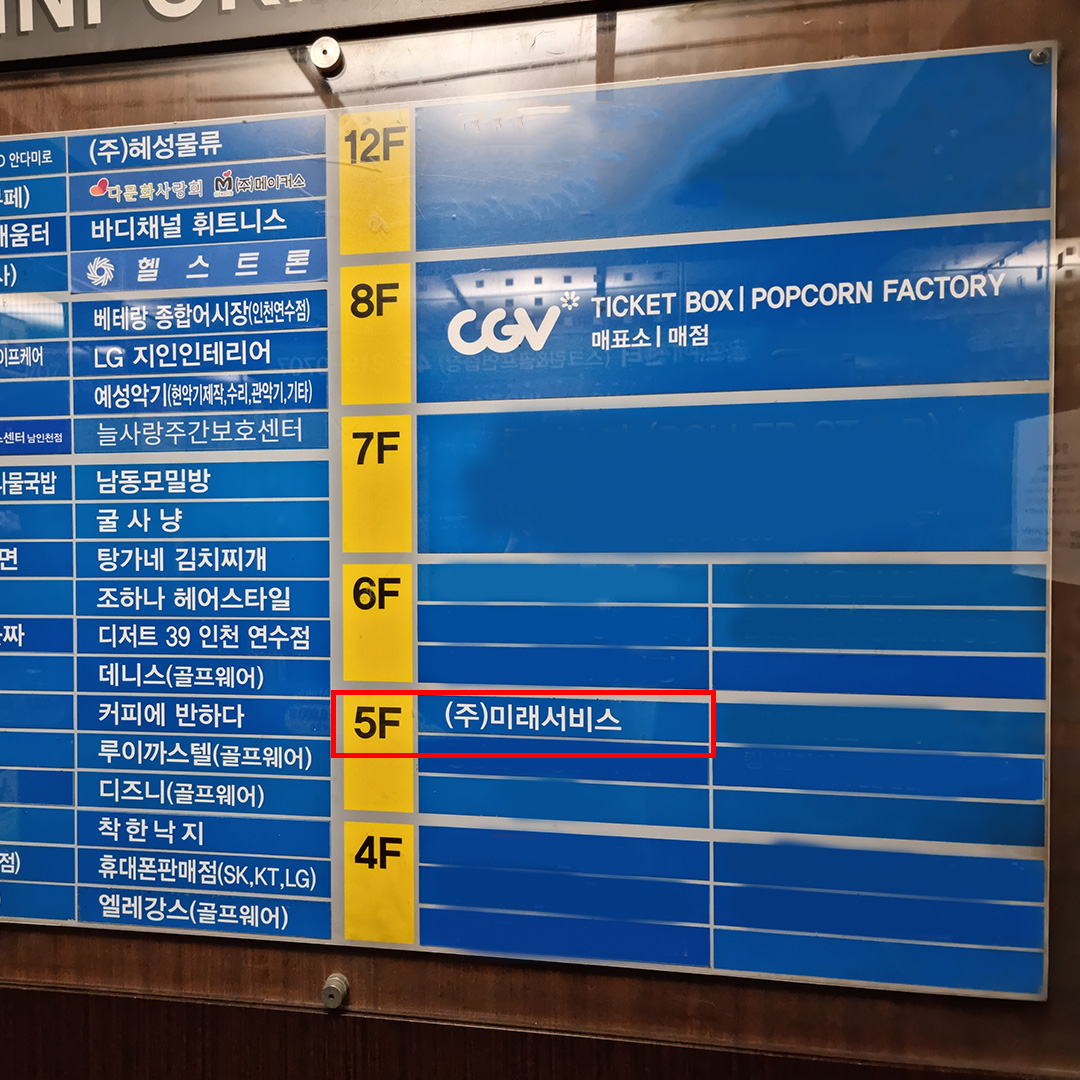 안다미로
(주)혜성물류
다문화사랑회 (주)메이커스
바디채널 휘트니스
헬스트론
베테랑 종합어시장(인천연수점)
LG 지인인테리어
예성악기(현악기제작,수리,관악기,기타)
남인천점
늘사랑주간보호센터
남동모밀방
굴사냥
탕가네 김치찌개
조하나 헤어스타일
디저트 39 인천 연수점
데니스(골프웨어)
커피에 반하다
루이까스텔(골프웨어)
디즈니(골프웨어)
착한낙지
휴대폰판매점(SK,KT,LG)
엘레강스(골프웨어)
12F
8F
CGV TICKET BOX | POPCORN FACTORY
매표소 | 매점
7F
6F
5F (주)미래서비스
4F